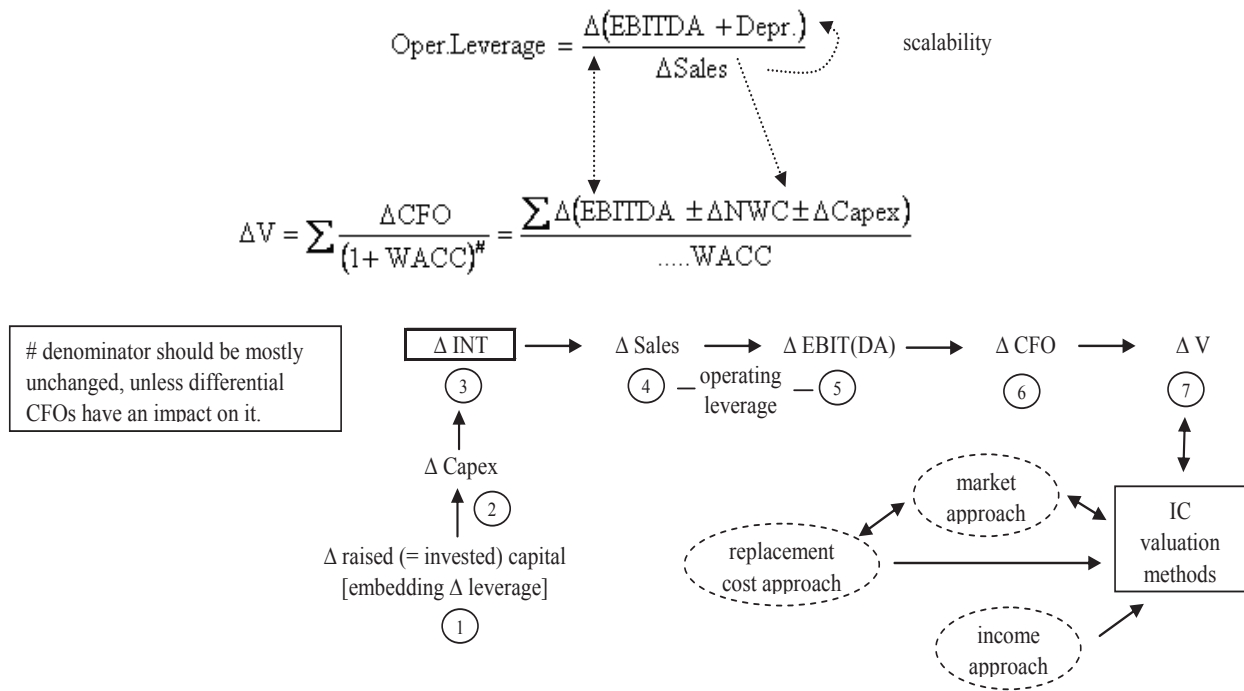 Oper.Leverage = Δ(EBITDA + Depr.) / ΔSales
scalability
ΔV = ∑ ΔCFO / (1+ WACC)^# = ∑ Δ(EBITDA ±ΔNWC± ΔCapex) / .....WACC
# denominator should be mostly
unchanged, unless differential
CFOs have an impact on it.
Δ INT
Δ Sales
Δ EBIT(DA)
Δ CFO
Δ V
3
4
operating
leverage
5
6
7
Δ Capex
2
Δ raised (= invested) capital
[embedding Δ leverage]
1
market
approach
replacement
cost approach
income
approach
IC
valuation
methods